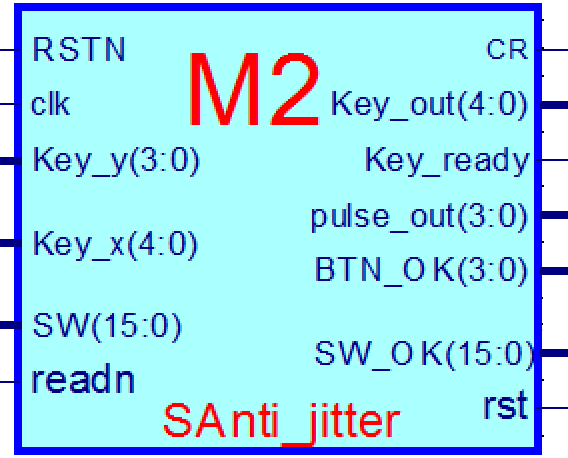 RSTN
CR
M2
clk
Key_out(4:0)
Key_y(3:0)
Key_ready
pulse_out(3:0)
Key_x(4:0)
BTN_OK(3:0)
SW(15:0)
SW_OK(15:0)
readn
rst
SAnti_jitter